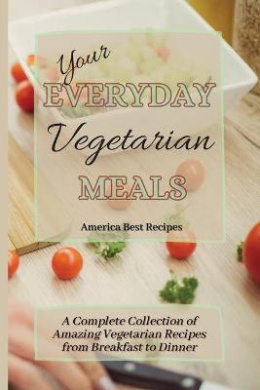 Your
EVERYDAY
Vegetarian
MEALS
America Best Recipes
A Complete Collection of
Amazing Vegetarian Recipes
from Breakfast to Dinner